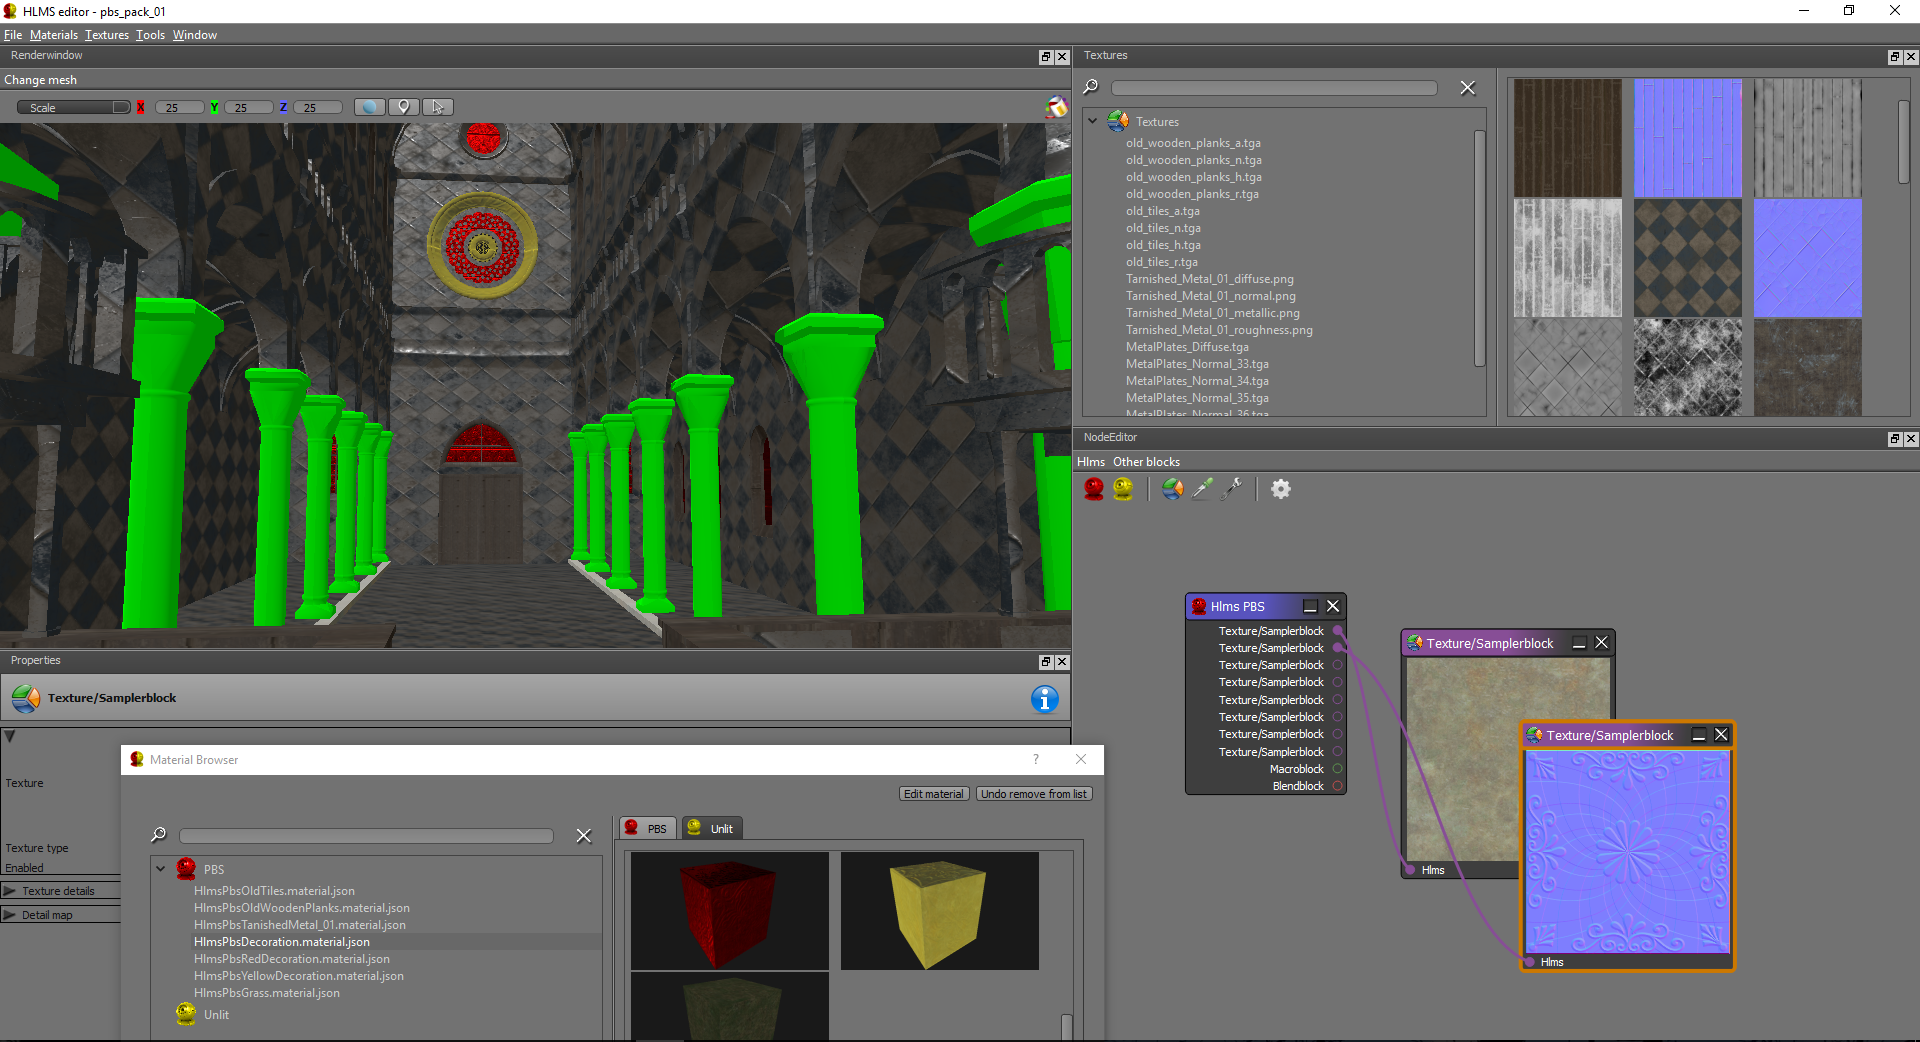 HLMS editor - pbs_pack_01
File Materials Textures Tools Window
Renderwindow
Change mesh
Scale X 25 Y 25 Z 25
Textures
Textures
old_wooden_planks_a.tga
old_wooden_planks_n.tga
old_wooden_planks_h.tga
old_wooden_planks_r.tga
old_tiles_a.tga
old_tiles_n.tga
old_tiles_h.tga
old_tiles_r.tga
Tarnished_Metal_01_diffuse.png
Tarnished_Metal_01_normal.png
Tarnished_Metal_01_metallic.png
Tarnished_Metal_01_roughness.png
MetalPlates_Diffuse.tga
MetalPlates_Normal_33.tga
MetalPlates_Normal_34.tga
MetalPlates_Normal_35.tga
MetalPlates_Normal_36.tga
NodeEditor
Hlms Other blocks
Hlms PBS
Texture/Samplerblock
Texture/Samplerblock
Texture/Samplerblock
Texture/Samplerblock
Texture/Samplerblock
Texture/Samplerblock
Texture/Samplerblock
Texture/Samplerblock
Macroblock
Blendblock
Texture/Samplerblock
Hlms
Texture/Samplerblock
Hlms
Properties
Texture/Samplerblock
Texture
Texture type
Enabled
Texture details
Detail map
Material Browser
?
Edit material Undo remove from list
PBS Unlit
PBS
HlmsPbsOldTiles.material.json
HlmsPbsOldWoodenPlanks.material.json
HlmsPbsTanishedMetal_01.material.json
HlmsPbsDecoration.material.json
HlmsPbsRedDecoration.material.json
HlmsPbsYellowDecoration.material.json
HlmsPbsGrass.material.json
Unlit